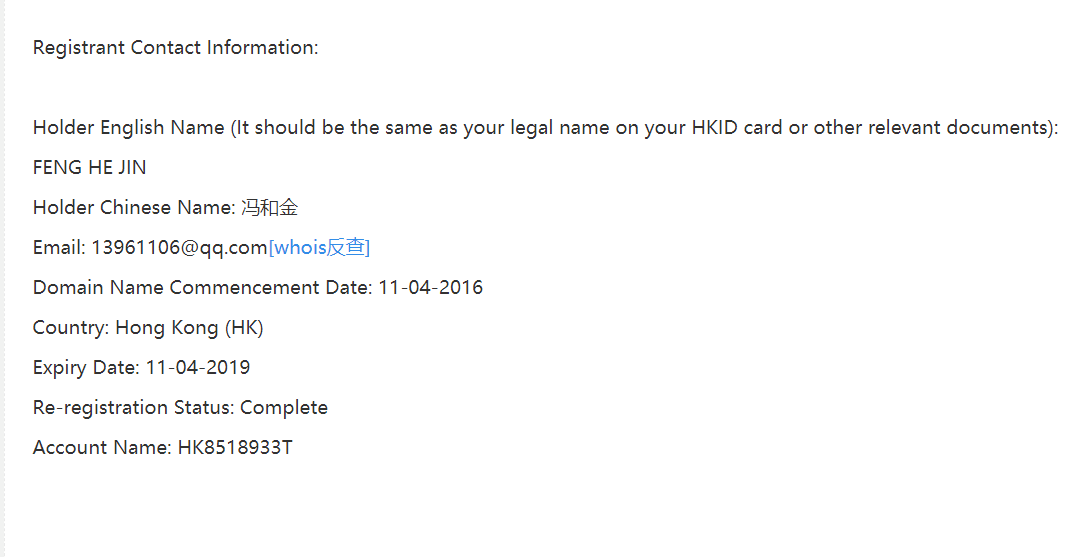 Registrant Contact Information:
Holder English Name (It should be the same as your legal name on your HKID card or other relevant documents):
FENG HE JIN
Holder Chinese Name: 冯和金
Email: 13961106@qq.com[whois反查]
Domain Name Commencement Date: 11-04-2016
Country: Hong Kong (HK)
Expiry Date: 11-04-2019
Re-registration Status: Complete
Account Name: HK8518933T